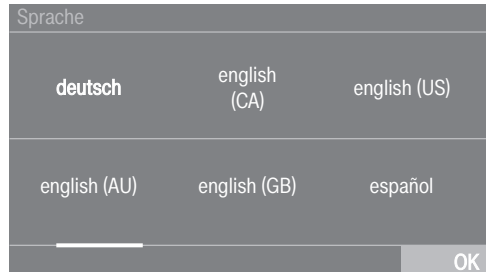 Sprache
deutsch
english
(CA)
english (US)
english (AU)
english (GB)
español
OK